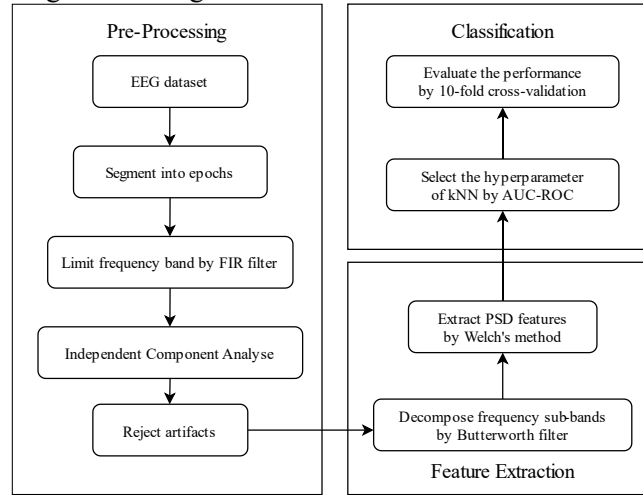 Pre-Processing
EEG dataset
Segment into epochs
Limit frequency band by FIR filter
Independent Component Analyse
Reject artifacts
Classification
Evaluate the performance
by 10-fold cross-validation
Select the hyperparameter
of kNN by AUC-ROC
Extract PSD features
by Welch's method
Decompose frequency sub-bands
by Butterworth filter
Feature Extraction